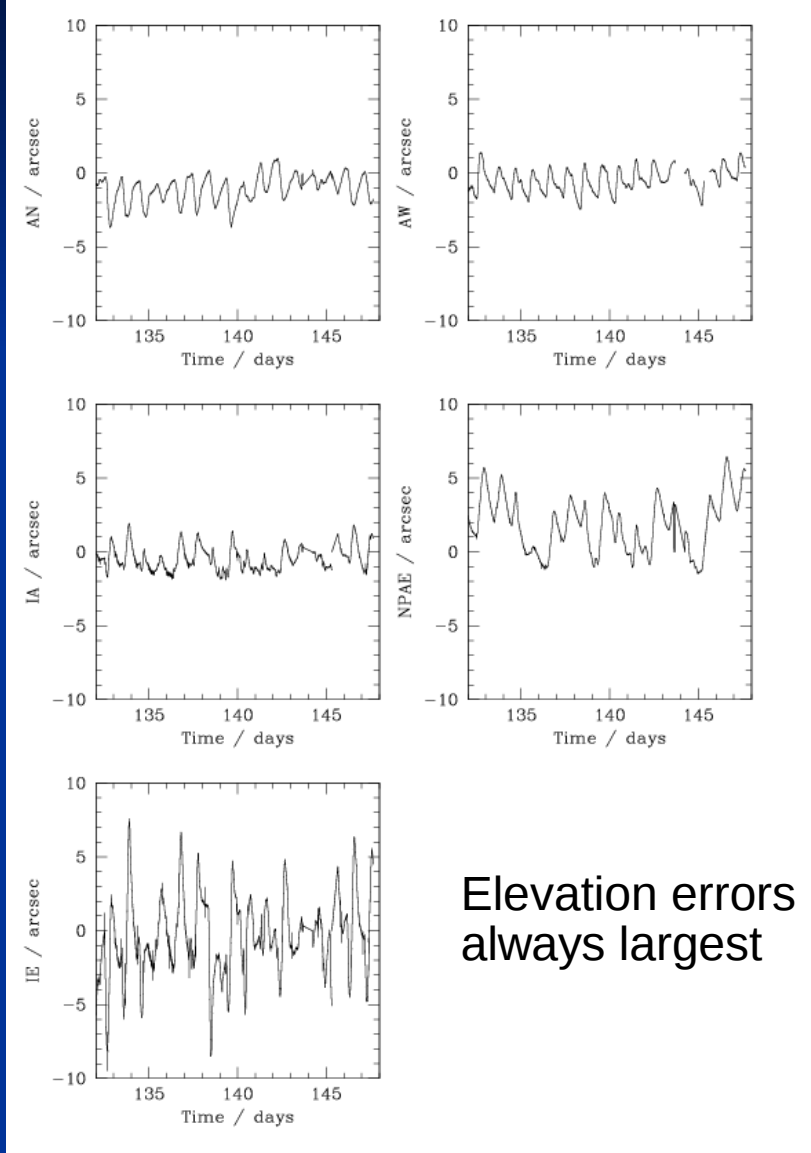 10
5
0
−5
−10
AN / arcsec
135 140 145
Time / days
10
5
0
−5
−10
AW / arcsec
135 140 145
Time / days
10
5
0
−5
−10
IA / arcsec
135 140 145
Time / days
10
5
0
−5
−10
NPAE / arcsec
135 140 145
Time / days
10
5
0
−5
−10
IE / arcsec
135 140 145
Time / days
Elevation errors
always largest